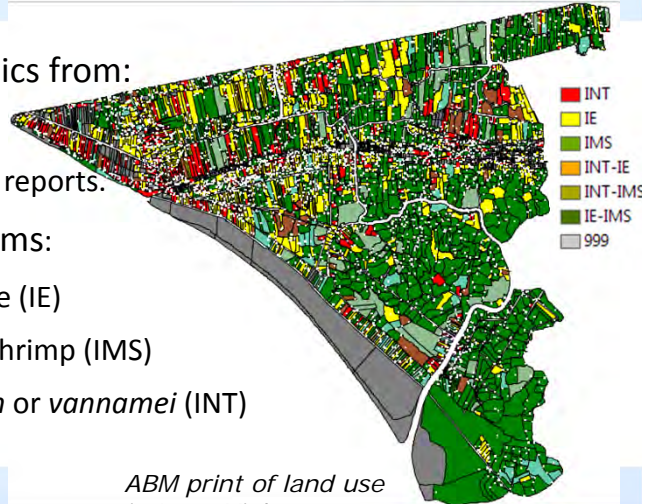 ics from:
reports.
ms:
e (IE)
hrimp (IMS)
or vannamei (INT)
INT
IE
IMS
INT-IE
INT-IMS
IE-IMS
999
ABM print of land use